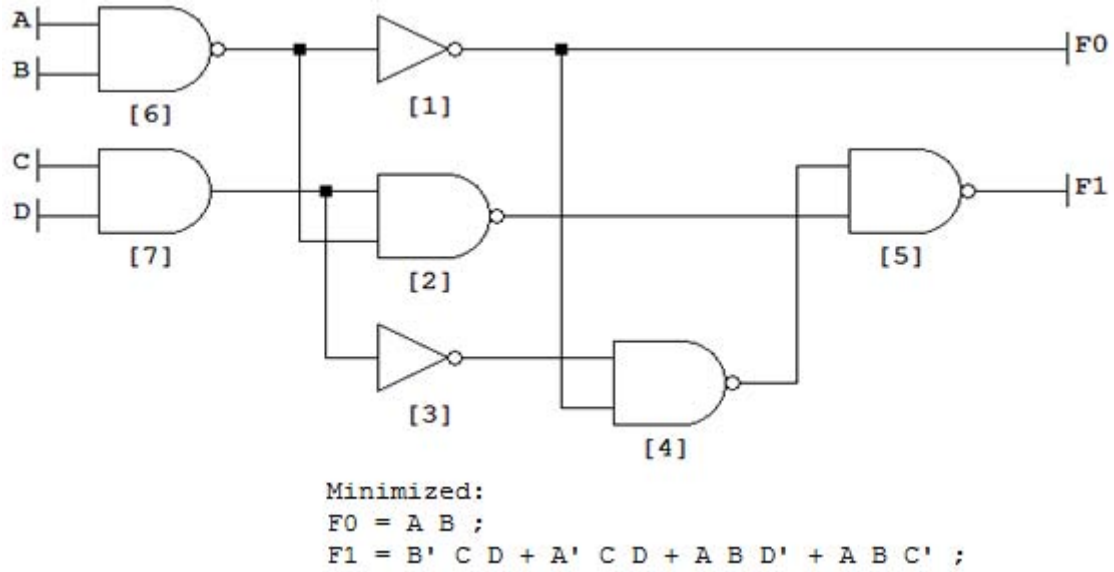 A
B
[6]
[1]
F0
C
D
[7]
[2]
[5]
F1
[3]
[4]
Minimized:
F0 = A B ;
F1 = B' C D + A' C D + A B D' + A B C' ;